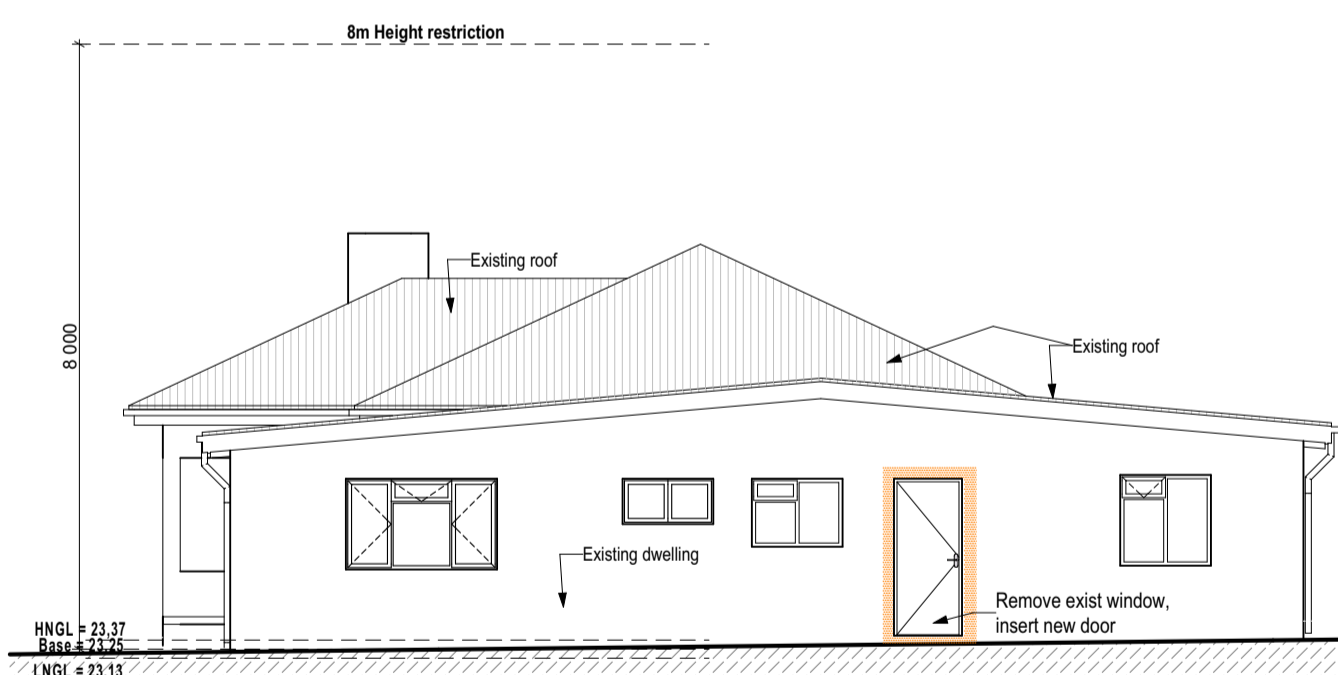 8m Height restriction
Existing roof
8 000
Existing roof
Existing dwelling
Remove exist window,
insert new door
HNGL = 23,37
Base = 23,25
LNGL = 23,13